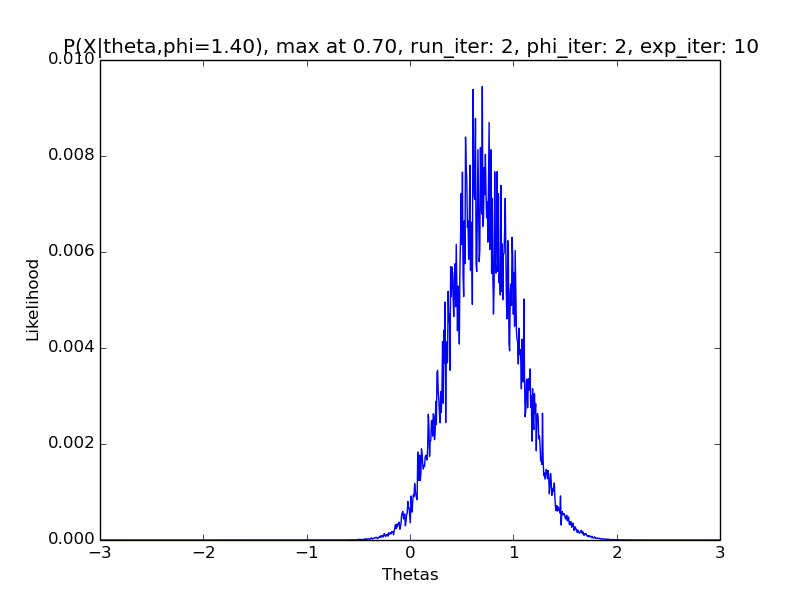 P(X|theta,phi=1.40), max at 0.70, run_iter: 2, phi_iter: 2, exp_iter: 10
0.010
0.008
0.006
0.004
0.002
0.000
Likelihood
−3 −2 −1 0 1 2 3
Thetas